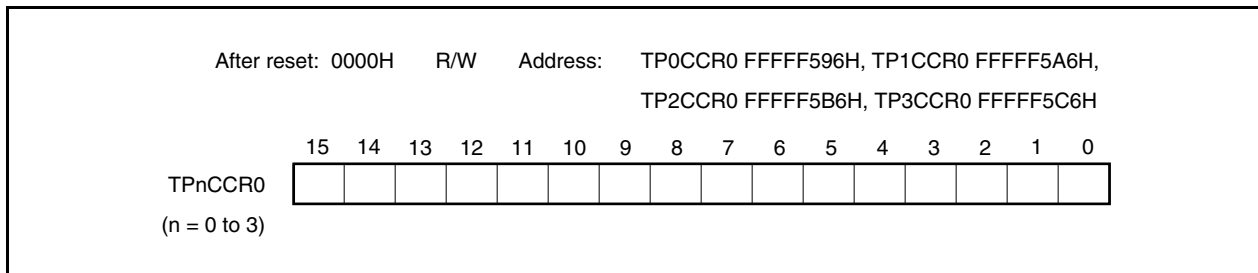 After reset: 0000H R/W Address: TP0CCR0 FFFFF596H, TP1CCR0 FFFFF5A6H,
TP2CCR0 FFFFF5B6H, TP3CCR0 FFFFF5C6H
15 14 13 12 11 10 9 8 7 6 5 4 3 2 1 0
TPnCCR0
(n = 0 to 3)